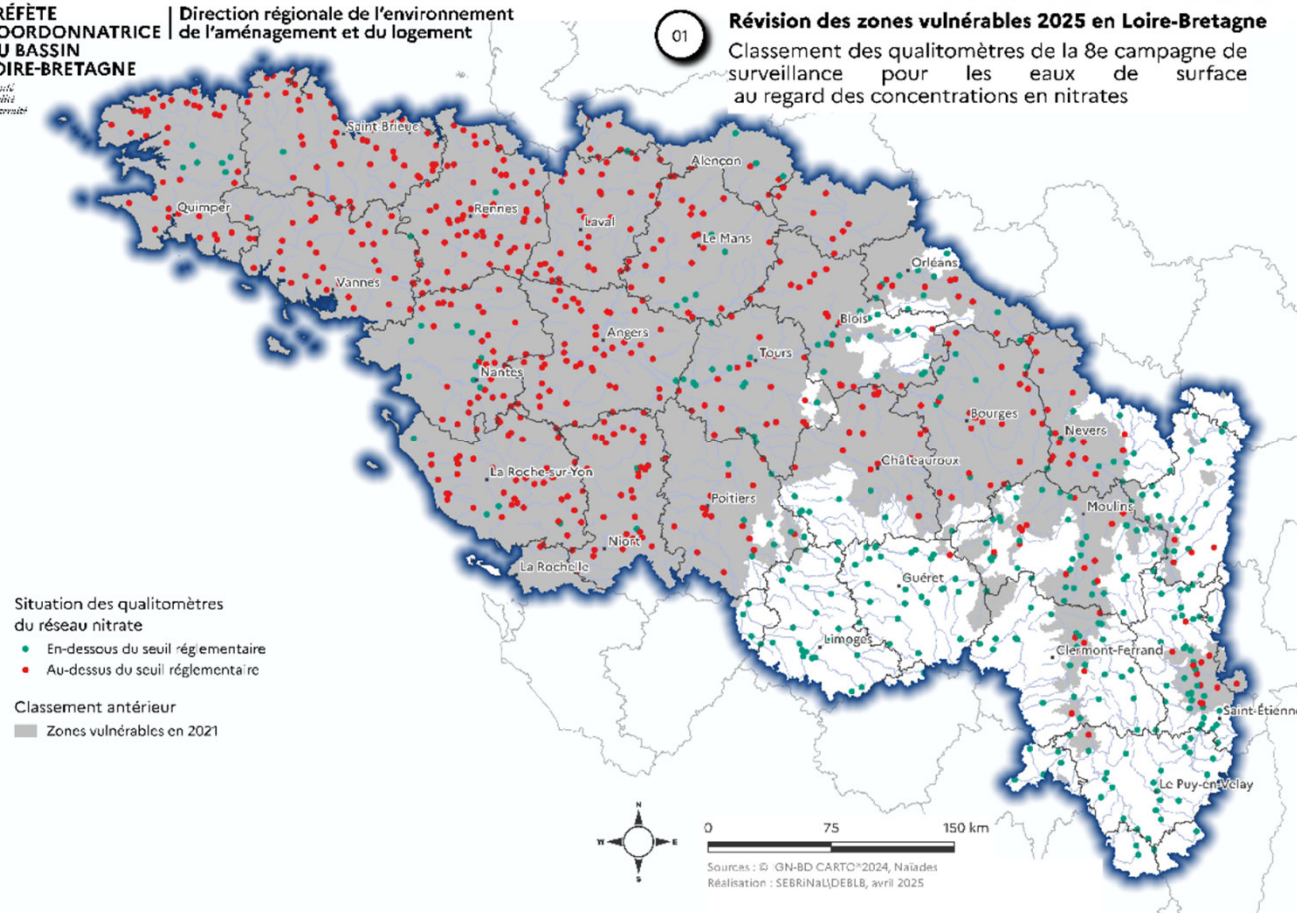 RÉFÈTE
OORDONNATRICE
U BASSIN
OIRE-BRETAGNE
Direction régionale de l'environnement
de l'aménagement et du logement
01
Révision des zones vulnérables 2025 en Loire-Bretagne
Classement des qualitomètres de la 8e campagne de
surveillance pour les eaux de surface
au regard des concentrations en nitrates
Saint-Brieuc
Alençon
Quimper
Rennes
Laval
Le Mans
Orléans
Vannes
Blois
Angers
Tours
Nantes
Bourges
Nevers
La Roche-sur-Yon
Châteauroux
Poitiers
Moulins
Niort
La Rochelle
Guéret
Limoges
Clermont-Ferrand
Saint-Étienne
Le Puy-en-Velay
Situation des qualitomètres
du réseau nitrate
En-dessous du seuil réglementaire
Au-dessus du seuil réglementaire
Classement antérieur
Zones vulnérables en 2021
N
W
E
S
0 75 150 km
Sources : © IGN-BD CARTO®2024, Naïades
Réalisation : SEBRiNaL\DEBLB, avril 2025